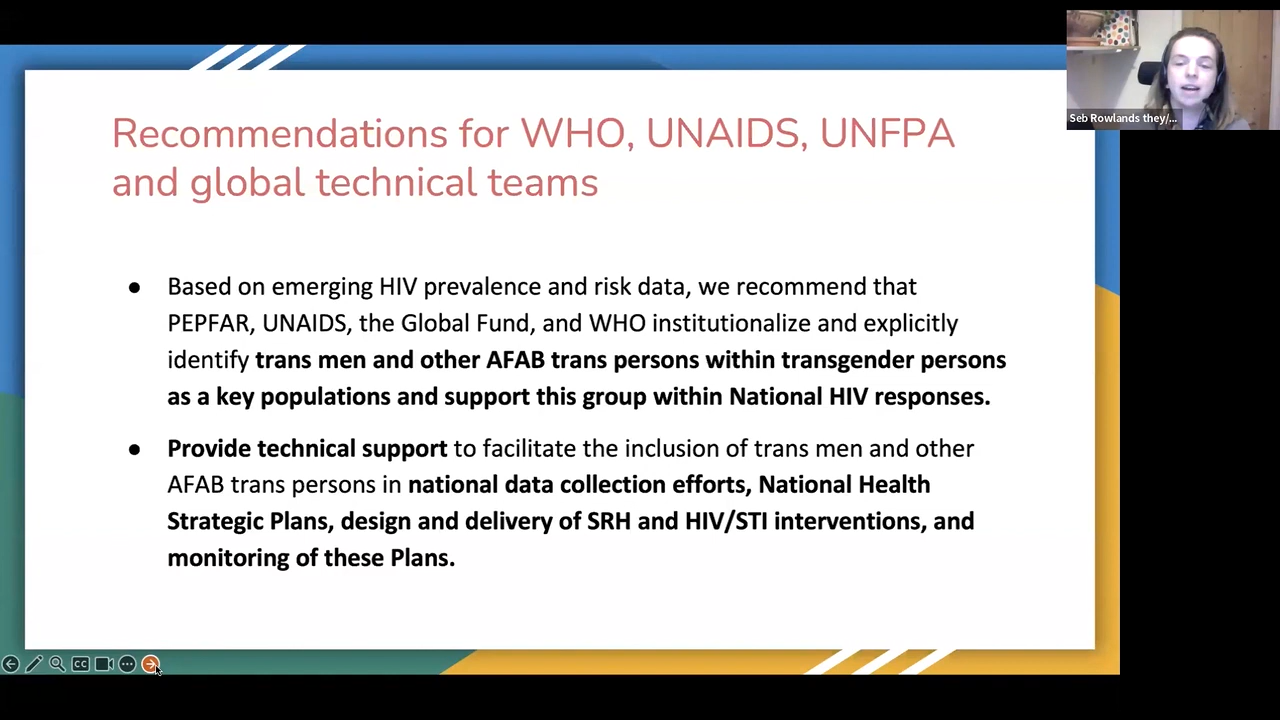 Recommendations for WHO, UNAIDS, UNFPA
and global technical teams
● Based on emerging HIV prevalence and risk data, we recommend that
PEPFAR, UNAIDS, the Global Fund, and WHO institutionalize and explicitly
identify trans men and other AFAB trans persons within transgender persons
as a key populations and support this group within National HIV responses.
● Provide technical support to facilitate the inclusion of trans men and other
AFAB trans persons in national data collection efforts, National Health
Strategic Plans, design and delivery of SRH and HIV/STI interventions, and
monitoring of these Plans.
Seb Rowlands they/...
CC